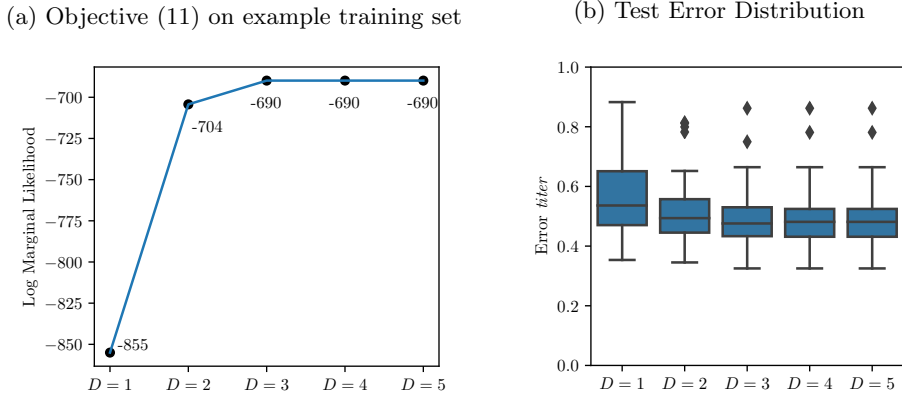 (a) Objective (11) on example training set
Log Marginal Likelihood
−700
−725
−750
−775
−800
−825
−850
-855
-704
-690
-690
-690
D = 1
D = 2
D = 3
D = 4
D = 5
(b) Test Error Distribution
Error titer
1.0
0.8
0.6
0.4
0.2
0.0
D = 1
D = 2
D = 3
D = 4
D = 5